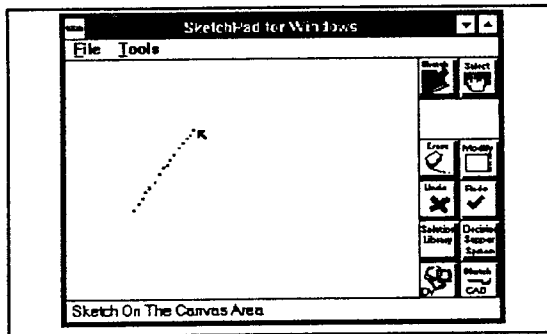 SketchPad for Windows
File Tools
Sketch Select
Erase Modify
Undo Redo
Solution Decision
Library Support
System
Sketch
CAD
Sketch On The Canvas Area